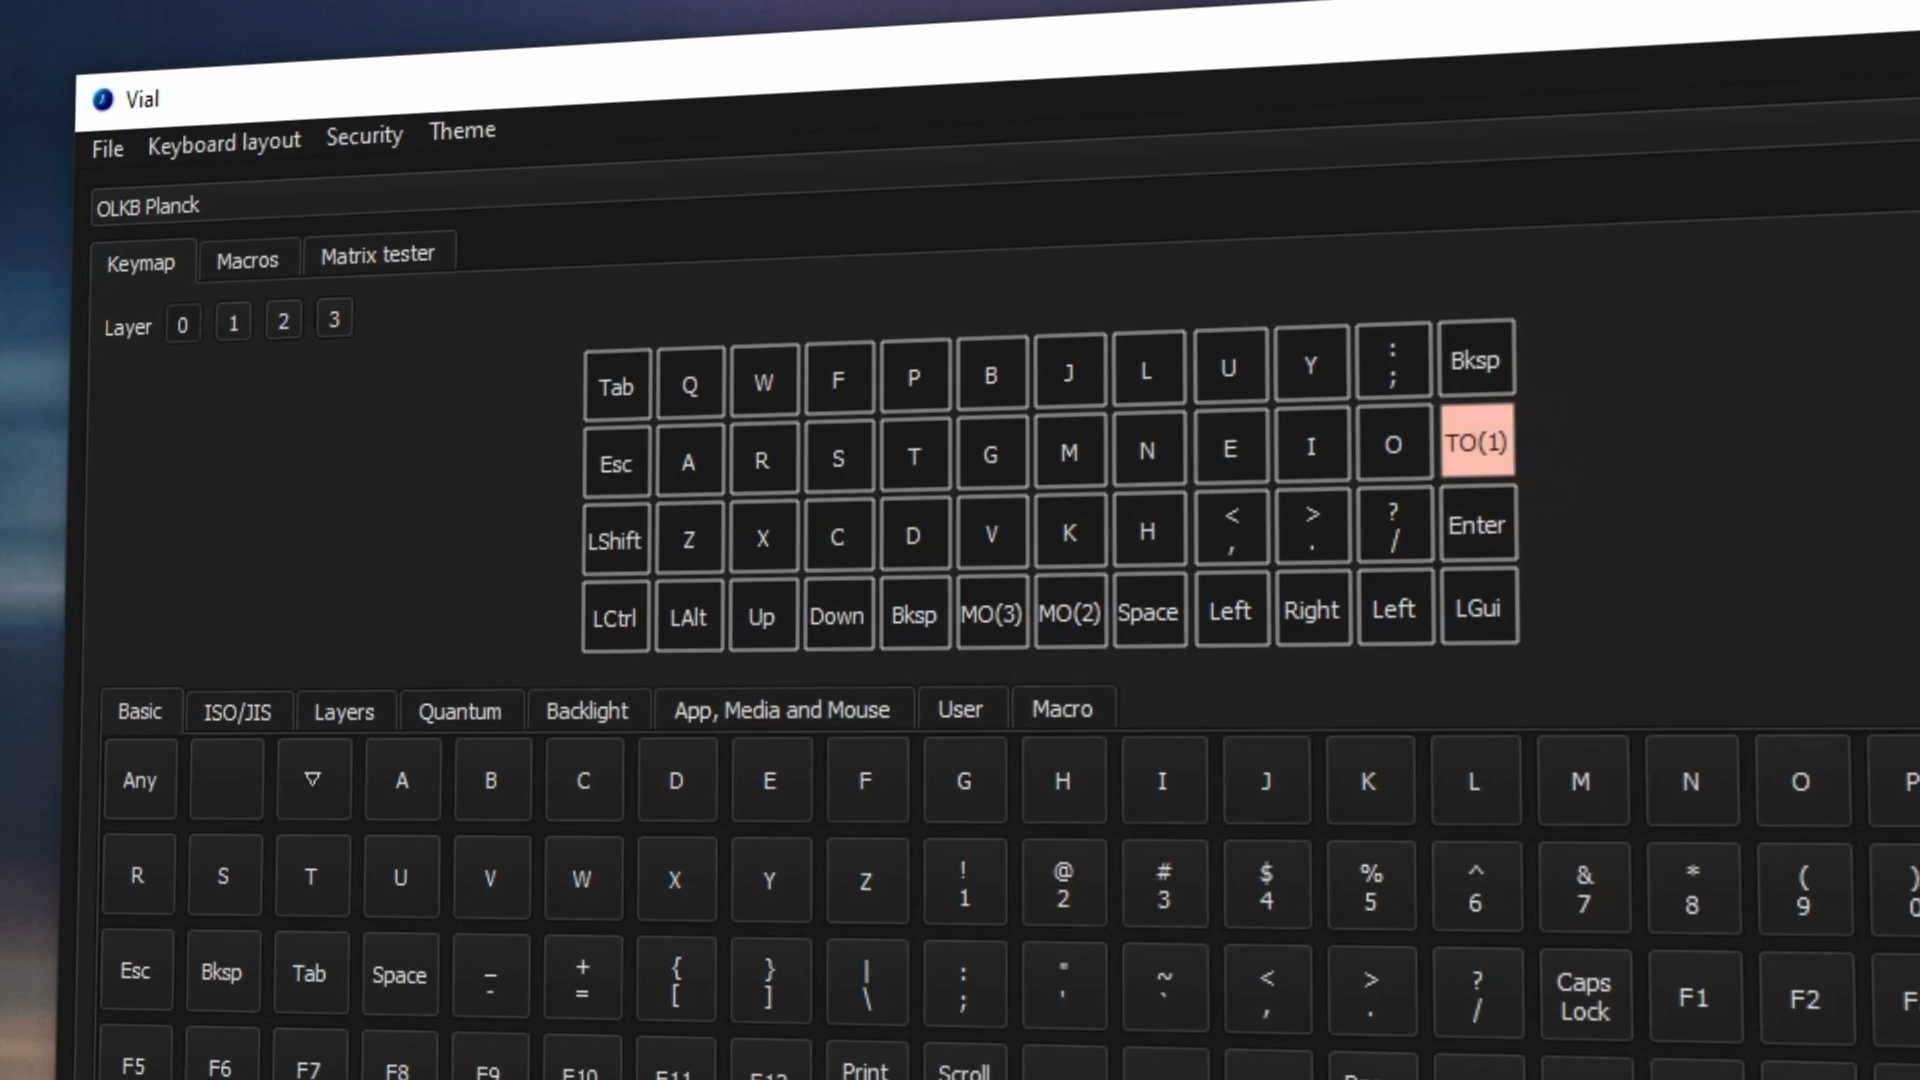 Vial
File Keyboard layout Security Theme
OLKB Planck
Keymap Macros Matrix tester
Layer 0 1 2 3
Tab Q W F P B J L U Y : ; Bksp
Esc A R S T G M N E I O TO(1)
LShift Z X C D V K H < , > . ? / Enter
LCtrl LAlt Up Down Bksp MO(3) MO(2) Space Left Right Left LGui
Basic ISO/JIS Layers Quantum Backlight App, Media and Mouse User Macro
Any ▽ A B C D E F G H I J K L M N O P
R S T U V W X Y Z ! 1 @ 2 # 3 $ 4 % 5 ^ 6 & 7 * 8 ( 9 ) 0
Esc Bksp Tab Space _ - + = { [ } ] | \ : ; " ' ~ ` < , > . ? / Caps Lock F1 F2
F5 F6 F7 F8 F9 F10 F11 F12 Print Scroll